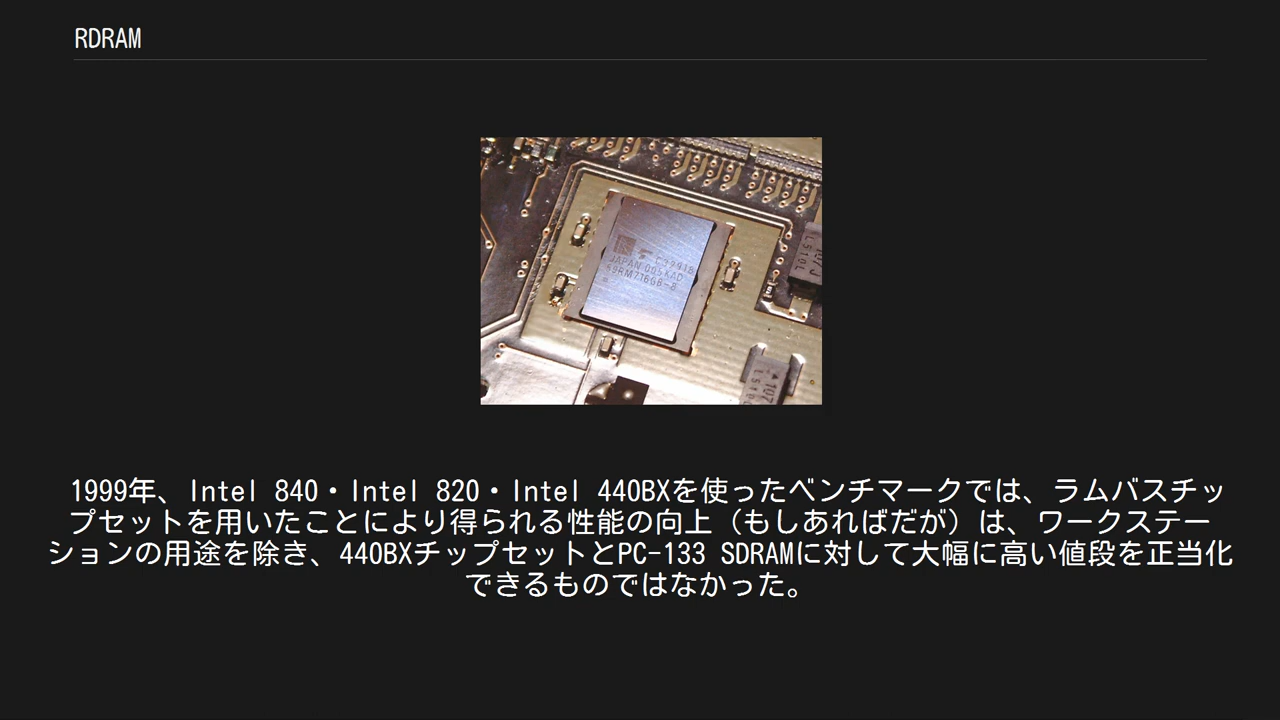 RDRAM
JAPAN 005KAD
1999年、Intel 840・Intel 820・Intel 440BXを使ったベンチマークでは、ラムバスチッ
プセットを用いたことにより得られる性能の向上（もしあればだが）は、ワークステー
ションの用途を除き、440BXチップセットとPC-133 SDRAMに対して大幅に高い値段を正当化
できるものではなかった。